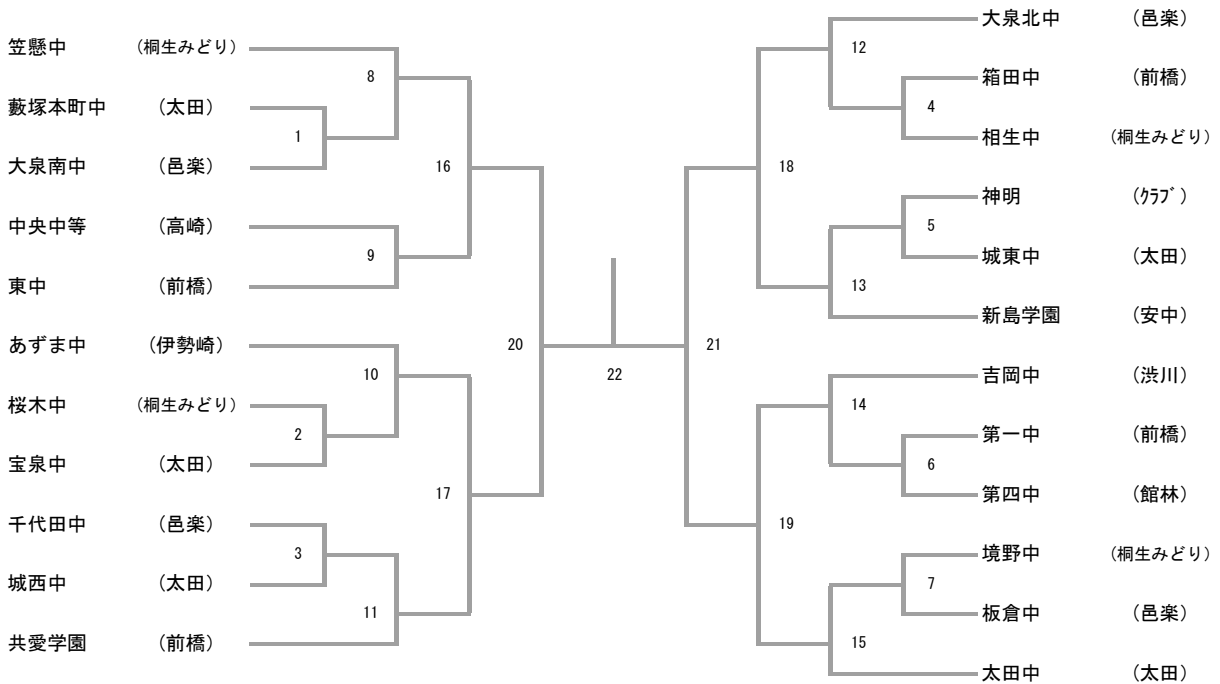 笠懸中 (桐生みどり)
8
藪塚本町中 (太田)
1
大泉南中 (邑楽)
16
中央中等 (高崎)
9
東中 (前橋)
あずま中 (伊勢崎)
20
10
桜木中 (桐生みどり)
2
宝泉中 (太田)
17
千代田中 (邑楽)
3
城西中 (太田)
11
共愛学園 (前橋)
22
大泉北中 (邑楽)
12
箱田中 (前橋)
4
相生中 (桐生みどり)
18
神明 (ｸﾗﾌﾞ)
5
城東中 (太田)
13
新島学園 (安中)
21
吉岡中 (渋川)
14
第一中 (前橋)
6
第四中 (館林)
19
境野中 (桐生みどり)
7
板倉中 (邑楽)
15
太田中 (太田)